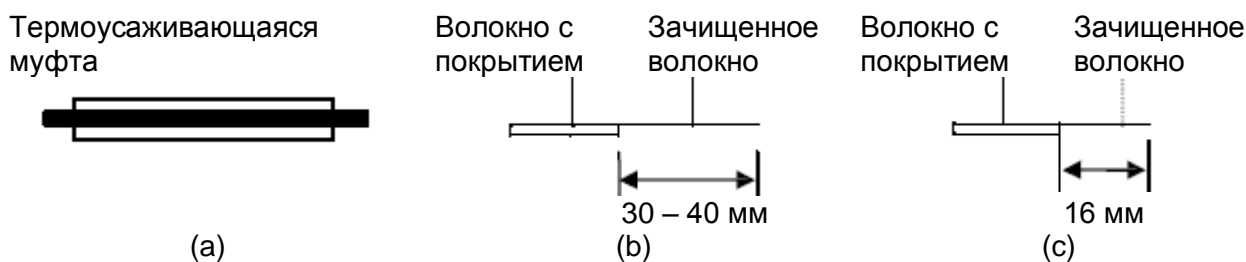 Термоусаживающаяся
муфта
Волокно с
покрытием
Зачищенное
волокно
Волокно с
покрытием
Зачищенное
волокно
30 – 40 мм
16 мм
(a)
(b)
(c)